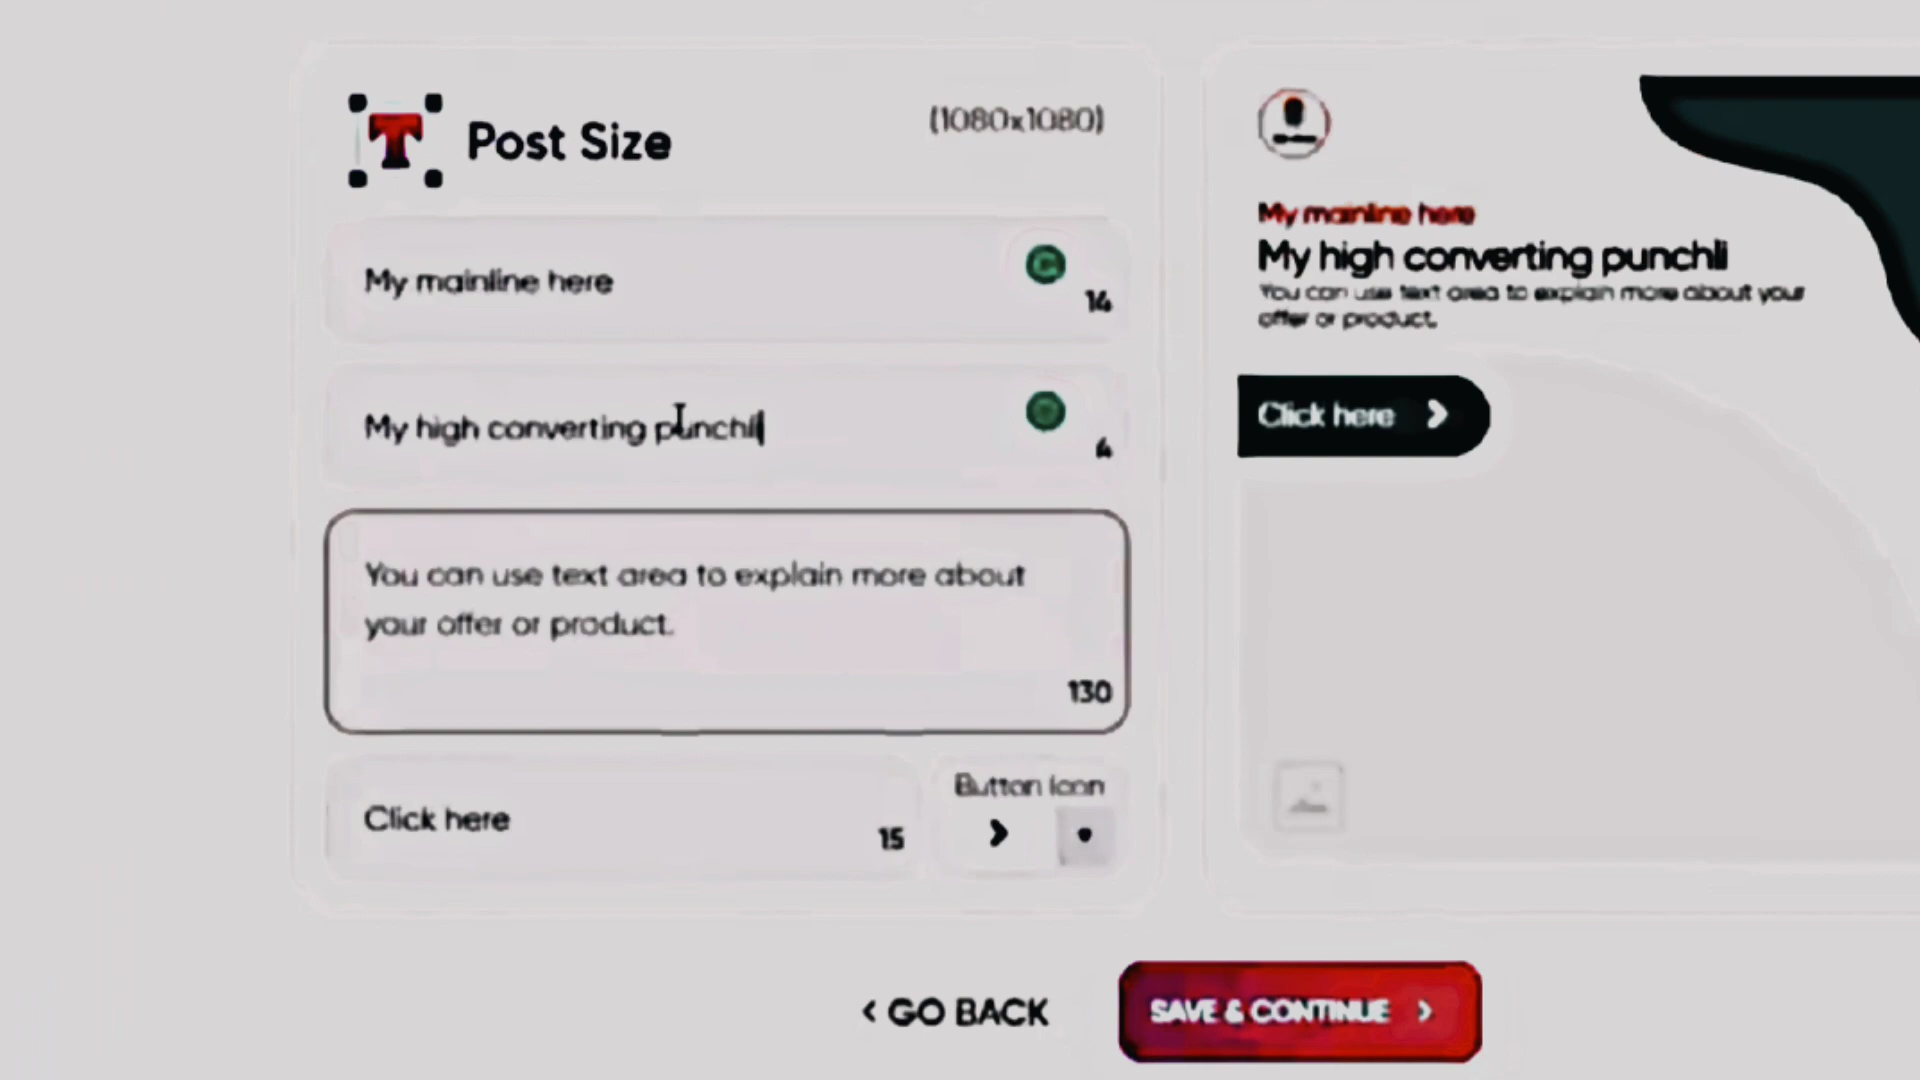 T Post Size
(1080x1080)
My mainline here
14
My high converting punchli
4
You can use text area to explain more about
your offer or product.
130
Click here
15
Button Icon
< GO BACK
SAVE & CONTINUE >
My mainline here
My high converting punchli
You can use text area to explain more about your
offer or product.
Click here >